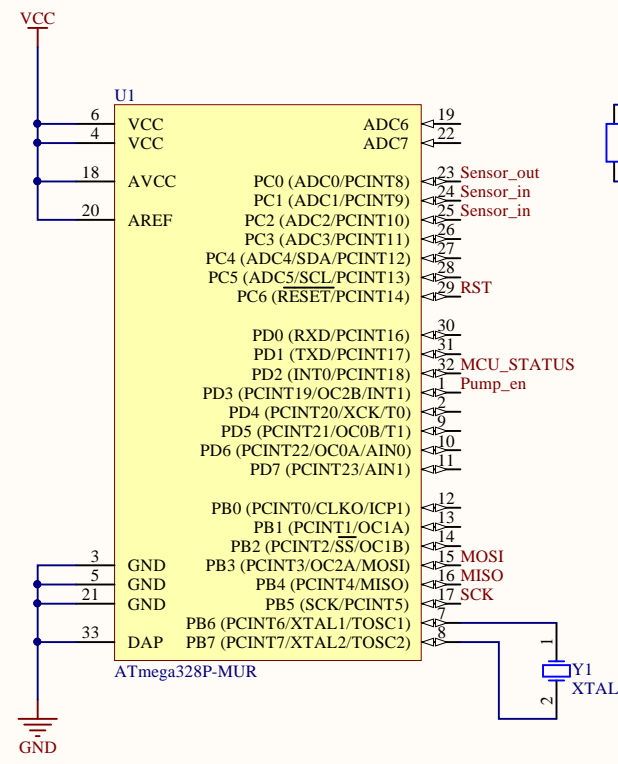 VCC
U1
6 VCC ADC6 19
4 VCC ADC7 22
18 AVCC PC0 (ADC0/PCINT8) 23 Sensor_out
PC1 (ADC1/PCINT9) 24 Sensor_in
20 AREF PC2 (ADC2/PCINT10) 25 Sensor_in
PC3 (ADC3/PCINT11) 26
PC4 (ADC4/SDA/PCINT12) 27
PC5 (ADC5/SCL/PCINT13) 28
PC6 (RESET/PCINT14) 29 RST
PD0 (RXD/PCINT16) 30
PD1 (TXD/PCINT17) 31
PD2 (INT0/PCINT18) 32 MCU_STATUS
PD3 (PCINT19/OC2B/INT1) 1 Pump_en
PD4 (PCINT20/XCK/T0) 2
PD5 (PCINT21/OC0B/T1) 9
PD6 (PCINT22/OC0A/AIN0) 10
PD7 (PCINT23/AIN1) 11
PB0 (PCINT0/CLKO/ICP1) 12
PB1 (PCINT1/OC1A) 13
PB2 (PCINT2/SS/OC1B) 14
3 GND PB3 (PCINT3/OC2A/MOSI) 15 MOSI
5 GND PB4 (PCINT4/MISO) 16 MISO
21 GND PB5 (SCK/PCINT5) 17 SCK
PB6 (PCINT6/XTAL1/TOSC1) 7
33 DAP PB7 (PCINT7/XTAL2/TOSC2) 8
1
Y1
ATmega328P-MUR
XTAL
2
GND